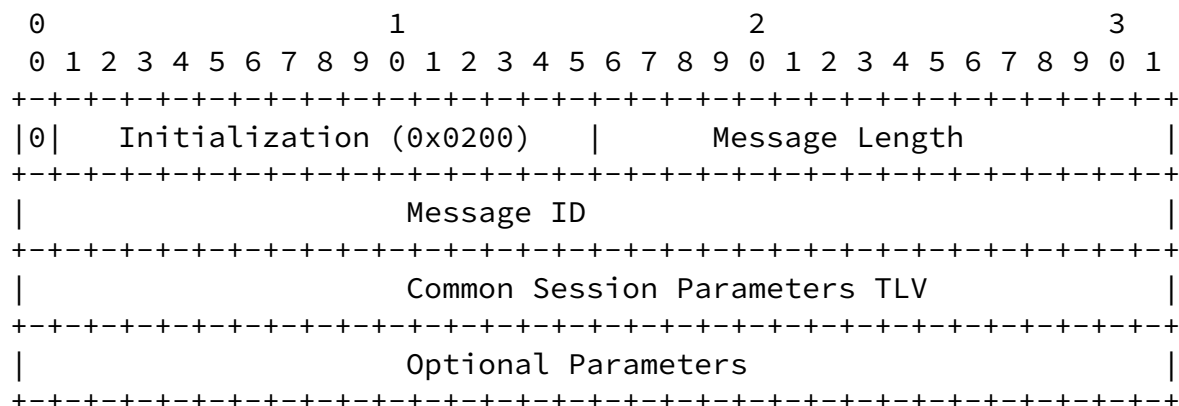 0                   1                   2                   3
 0 1 2 3 4 5 6 7 8 9 0 1 2 3 4 5 6 7 8 9 0 1 2 3 4 5 6 7 8 9 0 1
+-+-+-+-+-+-+-+-+-+-+-+-+-+-+-+-+-+-+-+-+-+-+-+-+-+-+-+-+-+-+-+-+
|0|   Initialization (0x0200)   |      Message Length           |
+-+-+-+-+-+-+-+-+-+-+-+-+-+-+-+-+-+-+-+-+-+-+-+-+-+-+-+-+-+-+-+-+
|                     Message ID                                |
+-+-+-+-+-+-+-+-+-+-+-+-+-+-+-+-+-+-+-+-+-+-+-+-+-+-+-+-+-+-+-+-+
|                     Common Session Parameters TLV             |
+-+-+-+-+-+-+-+-+-+-+-+-+-+-+-+-+-+-+-+-+-+-+-+-+-+-+-+-+-+-+-+-+
|                     Optional Parameters                       |
+-+-+-+-+-+-+-+-+-+-+-+-+-+-+-+-+-+-+-+-+-+-+-+-+-+-+-+-+-+-+-+-+